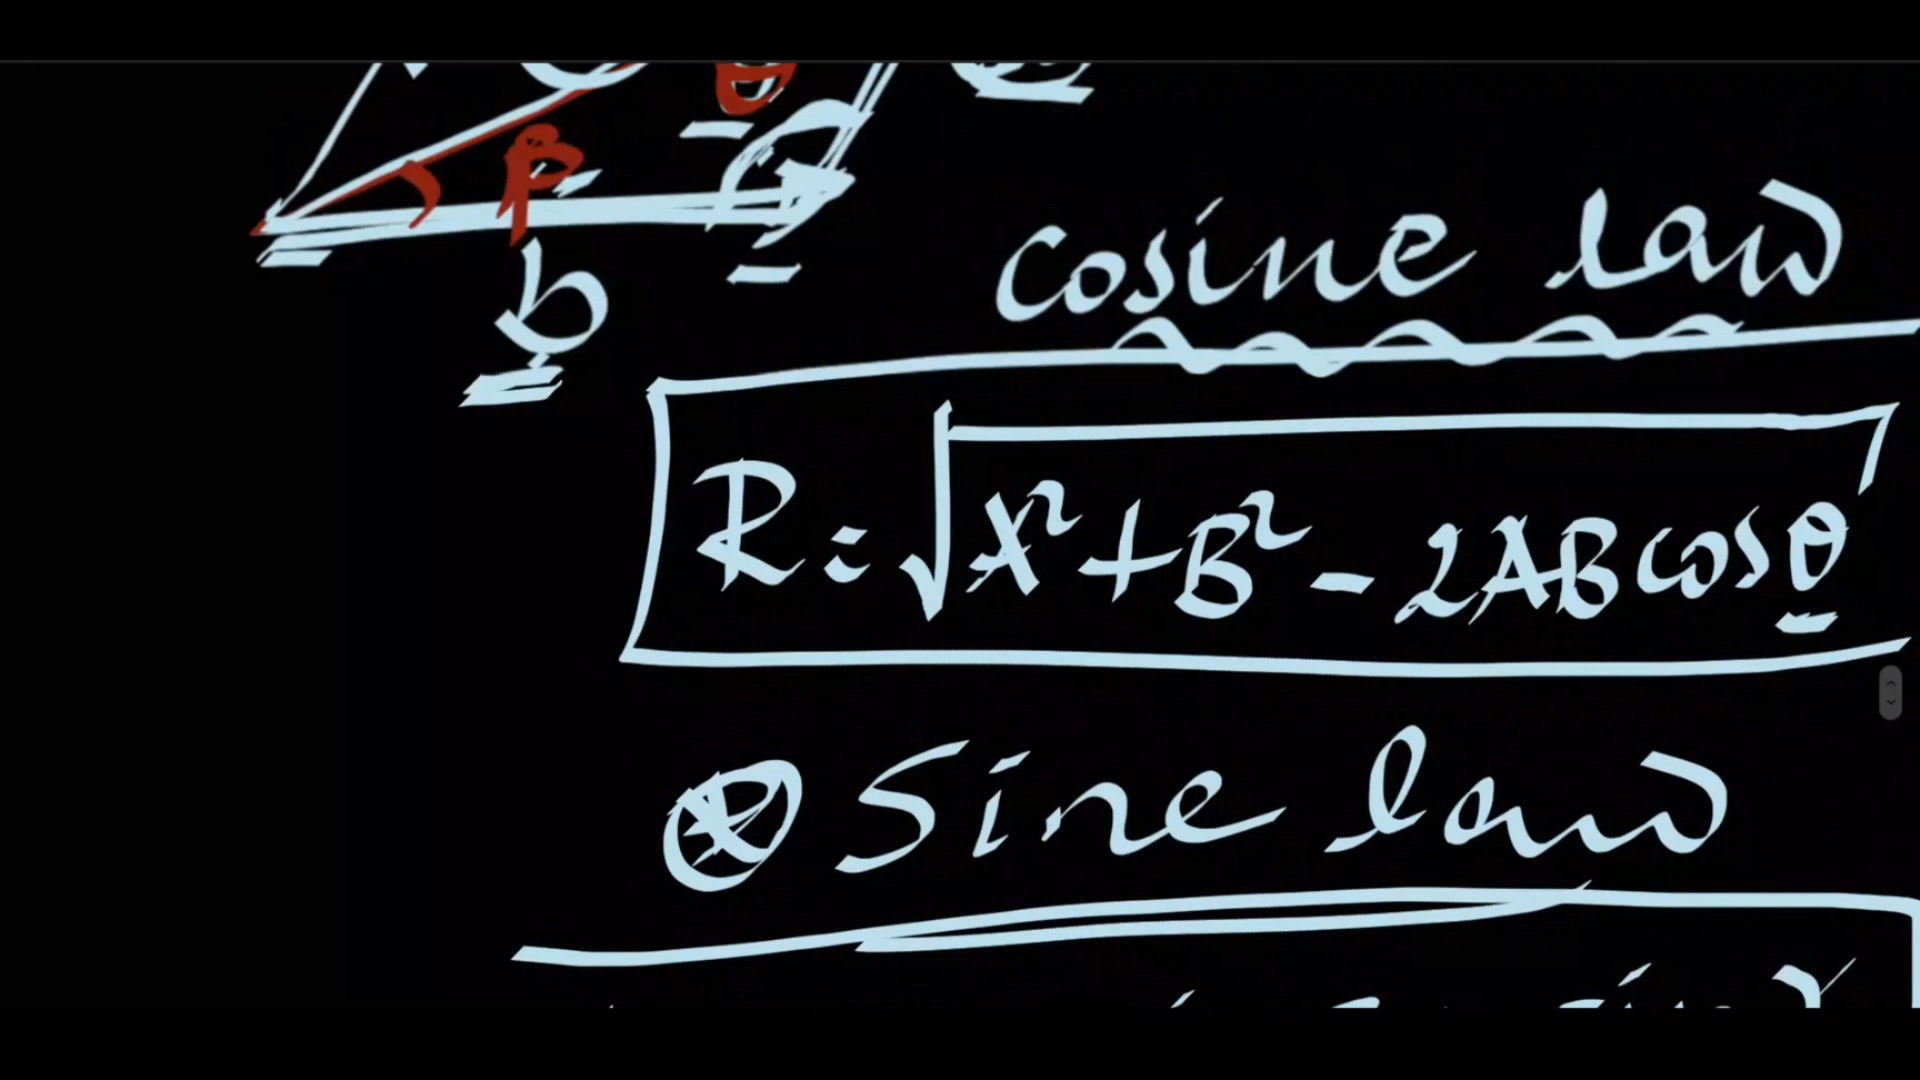 θ
β
b
cosine law
R = √A² + B² - 2AB cos θ
Sine law